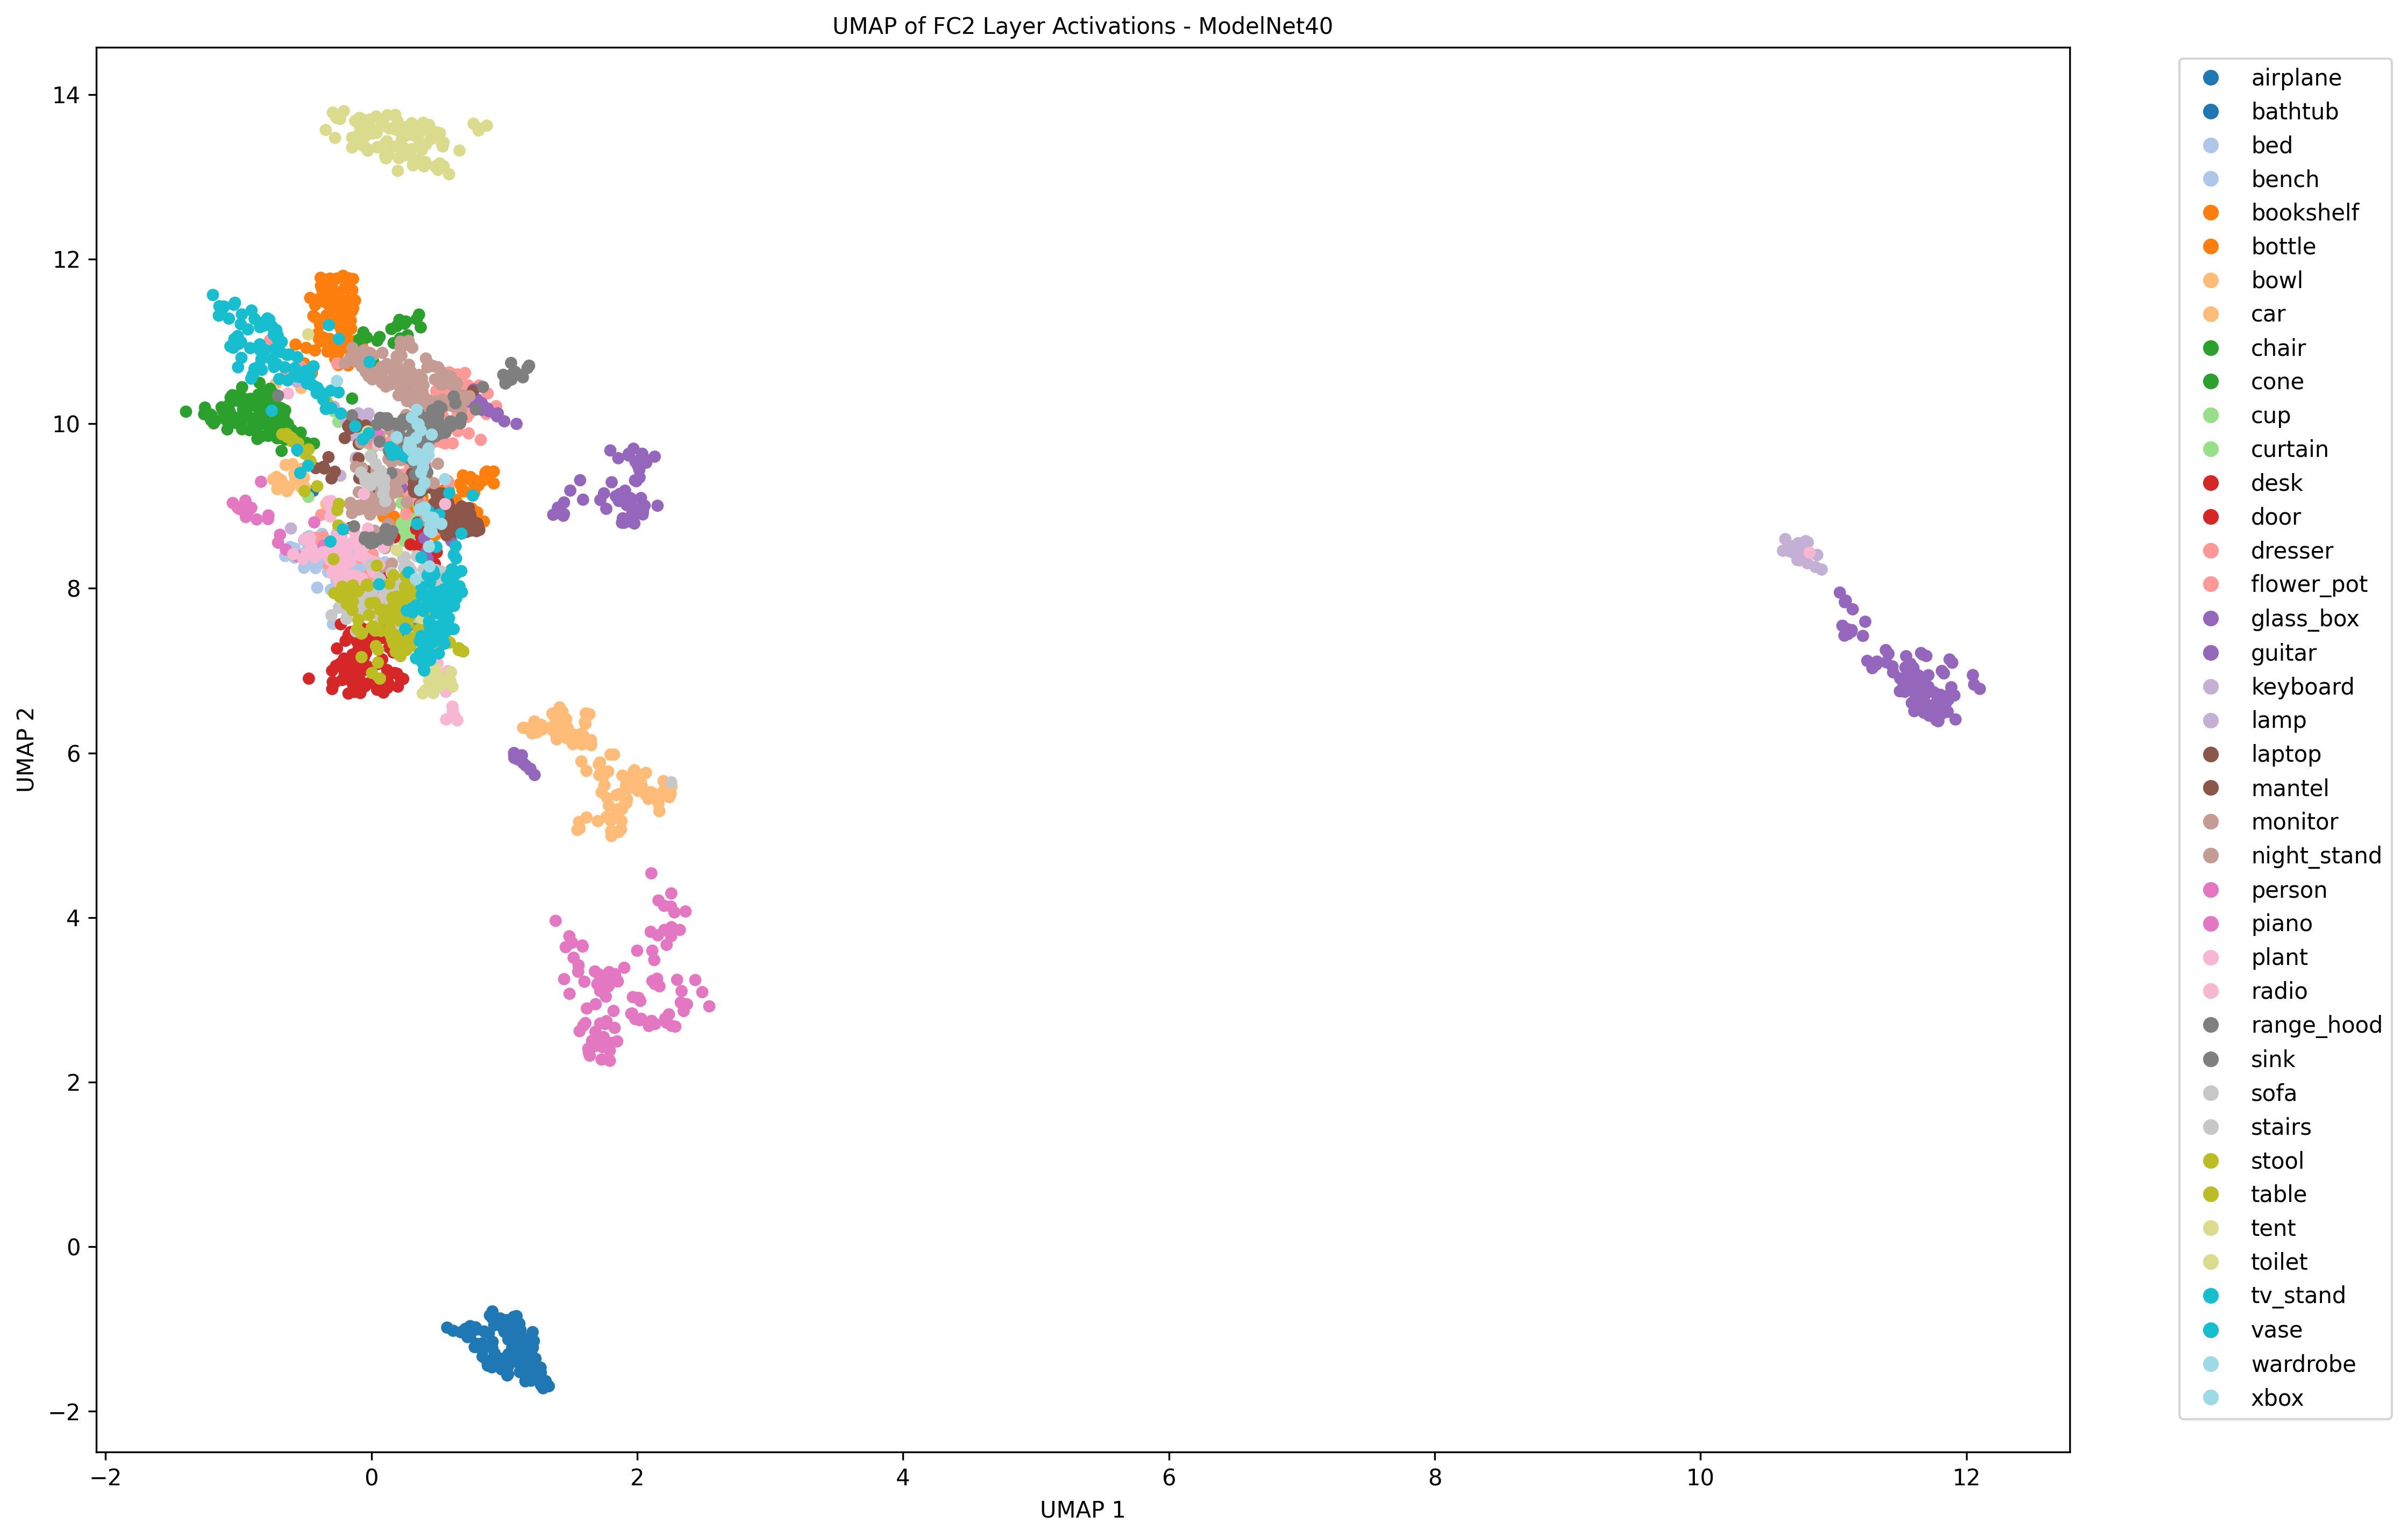 UMAP of FC2 Layer Activations - ModelNet40
14
12
10
8
6
4
2
0
−2
UMAP 2
−2
0
2
4
6
8
10
12
UMAP 1
airplane
bathtub
bed
bench
bookshelf
bottle
bowl
car
chair
cone
cup
curtain
desk
door
dresser
flower_pot
glass_box
guitar
keyboard
lamp
laptop
mantel
monitor
night_stand
person
piano
plant
radio
range_hood
sink
sofa
stairs
stool
table
tent
toilet
tv_stand
vase
wardrobe
xbox